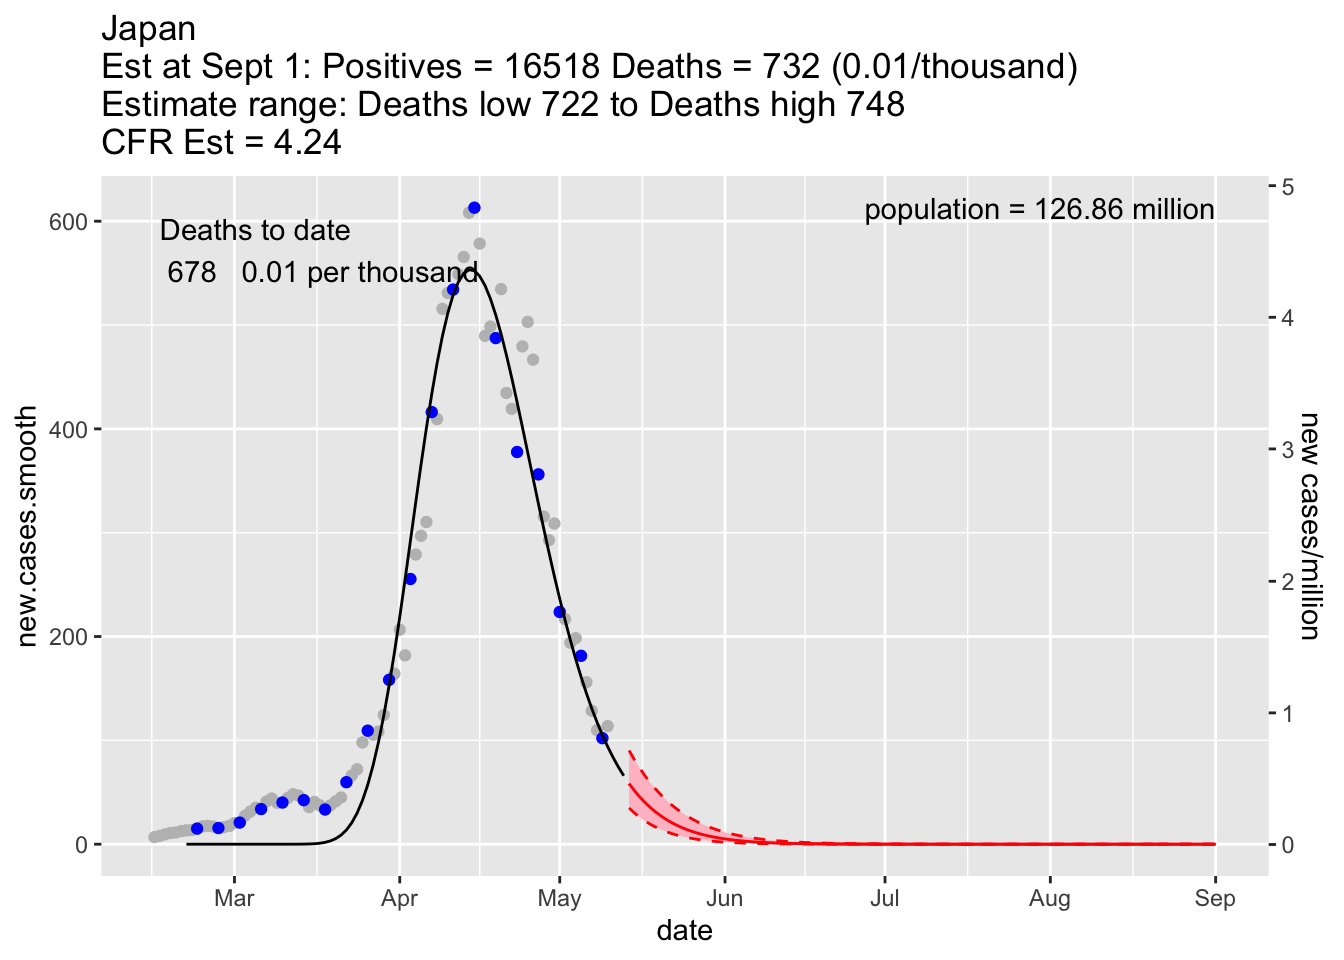 Japan
Est at Sept 1: Positives = 16518 Deaths = 732 (0.01/thousand)
Estimate range: Deaths low 722 to Deaths high 748
CFR Est = 4.24
Deaths to date
678 0.01 per thousand
population = 126.86 million
600
400
200
0
new.cases.smooth
5
4
3
2
1
0
new cases/million
Mar Apr May Jun Jul Aug Sep
date